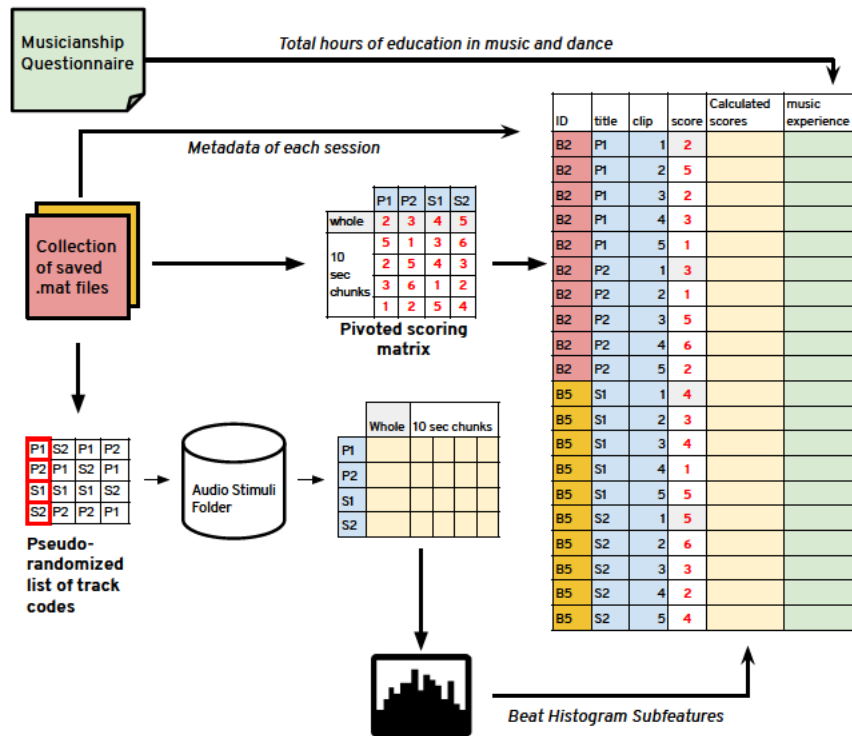 Musicianship
Questionnaire
Total hours of education in music and dance
Metadata of each session
Collection
of saved
.mat files
P1 P2 S1 S2
whole 2 3 4 5
10
sec
chunks
5 1 3 6
2 5 4 3
3 6 1 2
1 2 5 4
Pivoted scoring
matrix
ID title clip score Calculated scores music experience
B2 P1 1 2
B2 P1 2 5
B2 P1 3 2
B2 P1 4 3
B2 P1 5 1
B2 P2 1 3
B2 P2 2 1
B2 P2 3 5
B2 P2 4 6
B2 P2 5 2
B5 S1 1 4
B5 S1 2 3
B5 S1 3 4
B5 S1 4 1
B5 S1 5 5
B5 S2 1 5
B5 S2 2 6
B5 S2 3 3
B5 S2 4 2
B5 S2 5 4
P1 S2 P1 P2
P2 P1 S2 P1
S1 S1 S1 S2
S2 P2 P2 P1
Pseudo-
randomized
list of track
codes
Audio Stimuli
Folder
Whole 10 sec chunks
P1
P2
S1
S2
Beat Histogram Subfeatures